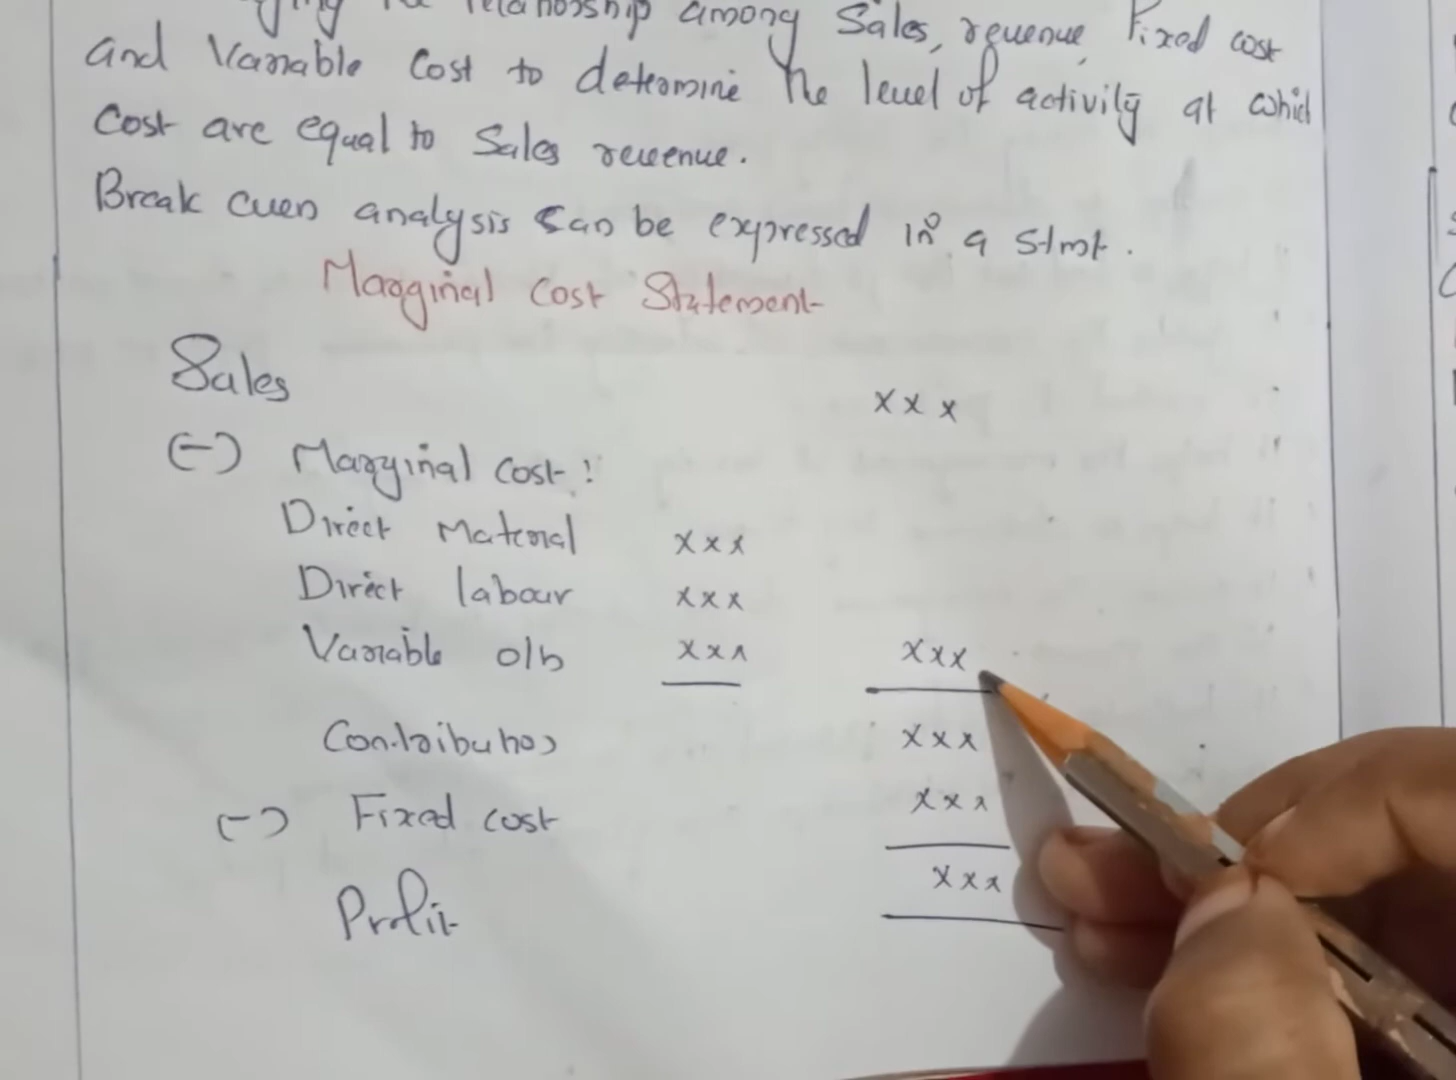 relationship among Sales, revenue, Fixed cost
and Variable Cost to determine the level of activity at which
Cost are equal to Sales revenue.
Break even analysis can be expressed in a stmt.
Marginal Cost Statement
Sales xxx
(-) Marginal Cost:
Direct Material xxx
Direct labour xxx
Variable o/h xxx xxx
Contribution xxx
(-) Fixed cost xxx
Profit xxx